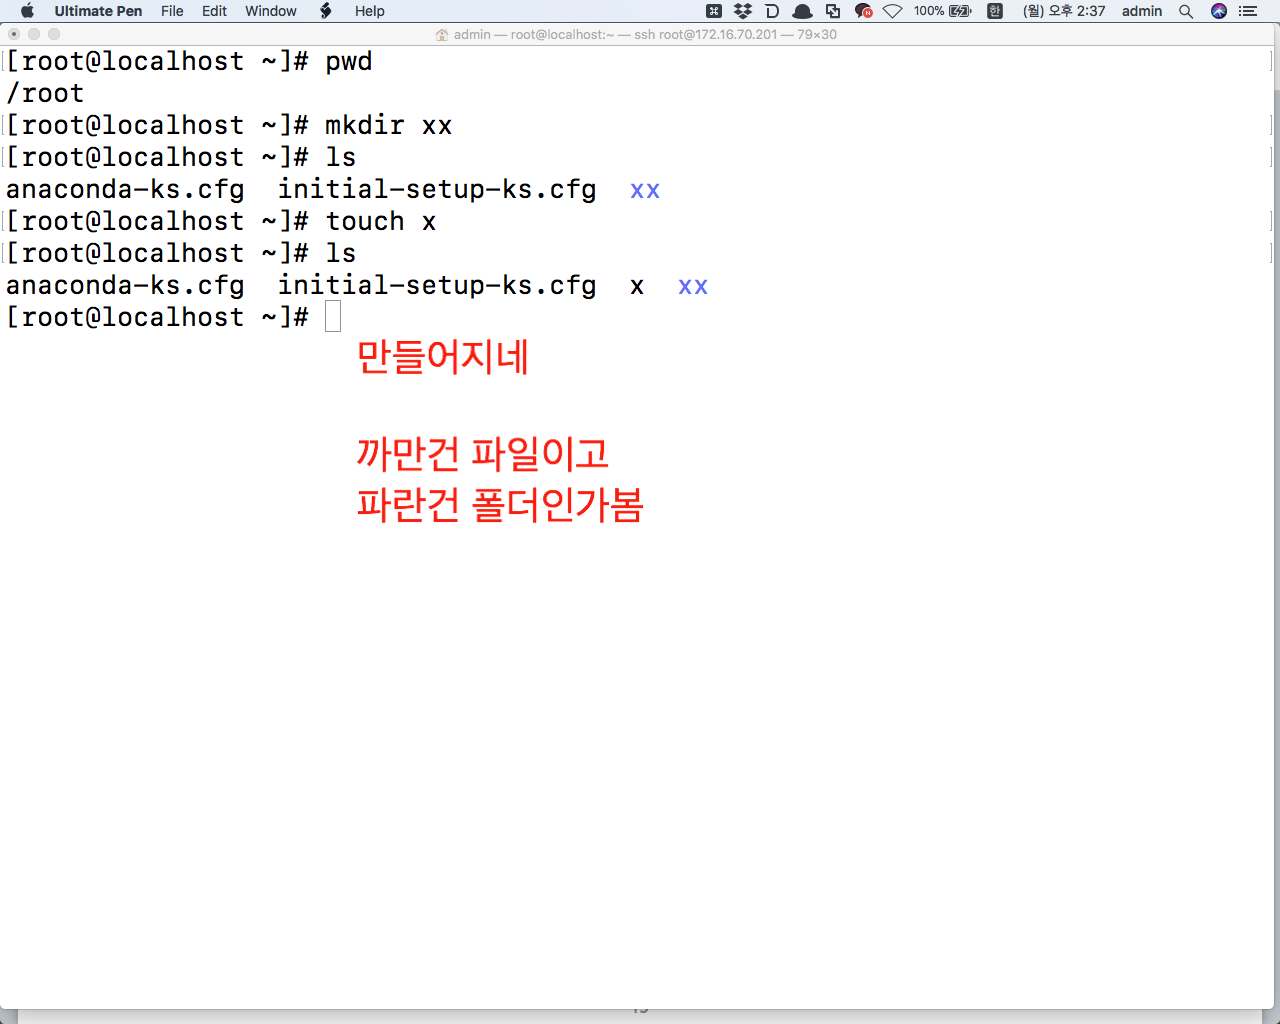 Ultimate Pen File Edit Window Help 100% 한 (월) 오후 2:37 admin
admin — root@localhost:~ — ssh root@172.16.70.201 — 79×30
[root@localhost ~]# pwd
/root
[root@localhost ~]# mkdir xx
[root@localhost ~]# ls
anaconda-ks.cfg initial-setup-ks.cfg xx
[root@localhost ~]# touch x
[root@localhost ~]# ls
anaconda-ks.cfg initial-setup-ks.cfg x xx
[root@localhost ~]#
만들어지네
까만건 파일이고
파란건 폴더인가봄